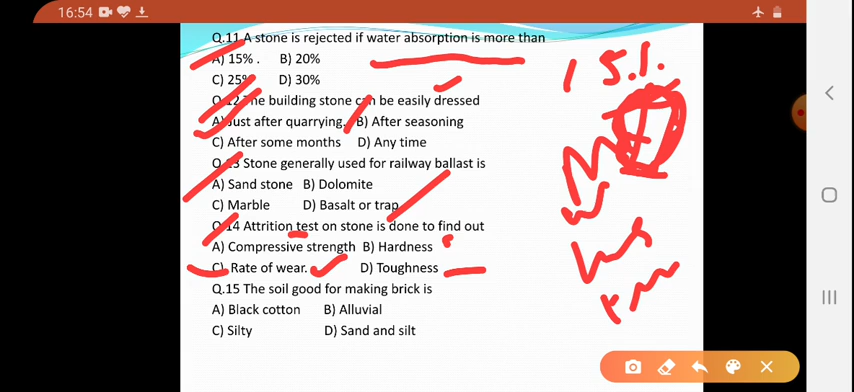 16:54
Q.11 A stone is rejected if water absorption is more than
A) 15% . B) 20%
C) 25% D) 30%
Q.12 The building stone can be easily dressed
A) Just after quarrying. B) After seasoning
C) After some months D) Any time
Q.13 Stone generally used for railway ballast is
A) Sand stone B) Dolomite
C) Marble D) Basalt or trap
Q.14 Attrition test on stone is done to find out
A) Compressive strength B) Hardness
C) Rate of wear. D) Toughness
Q.15 The soil good for making brick is
A) Black cotton B) Alluvial
C) Silty D) Sand and silt
15%